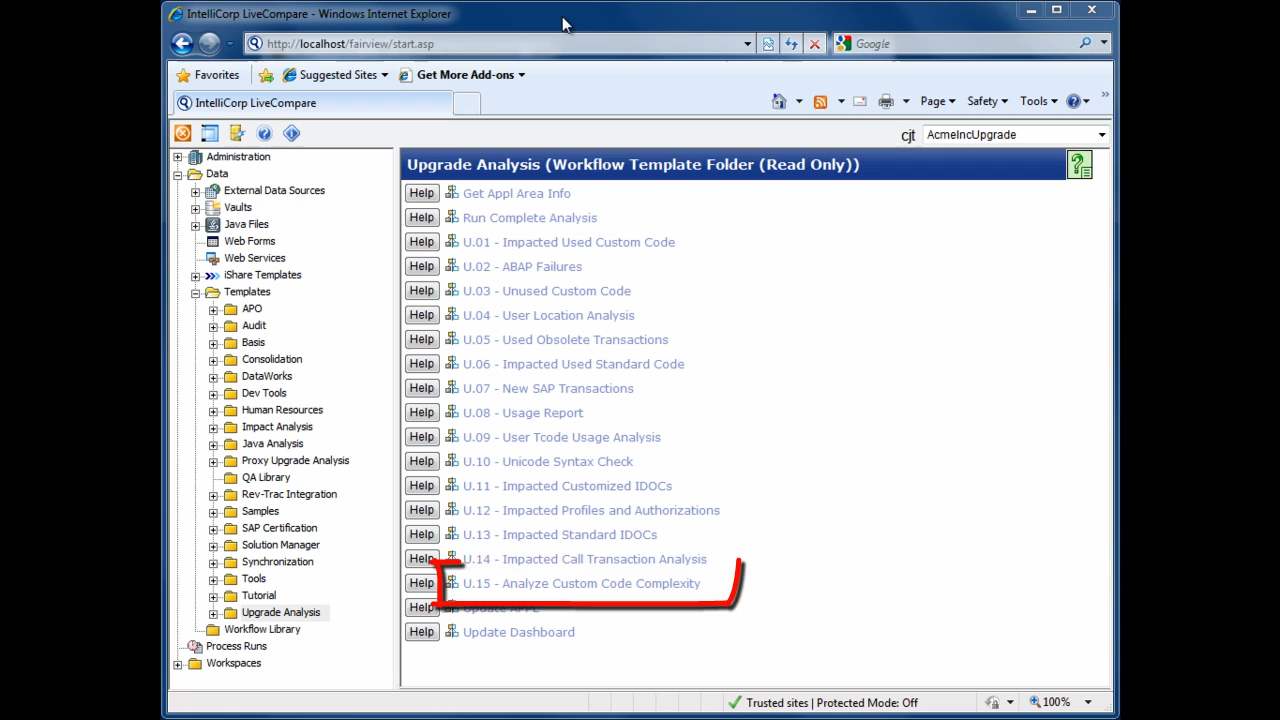 IntelliCorp LiveCompare - Windows Internet Explorer
http://localhost/fairview/start.asp
Google
Favorites
Suggested Sites
Get More Add-ons
IntelliCorp LiveCompare
Page
Safety
Tools
»
cjt
AcmeIncUpgrade
Administration
Data
External Data Sources
Vaults
Java Files
Web Forms
Web Services
iShare Templates
Templates
APO
Audit
Basis
Consolidation
DataWorks
Dev Tools
Human Resources
Impact Analysis
Java Analysis
Proxy Upgrade Analysis
QA Library
Rev-Trac Integration
Samples
SAP Certification
Solution Manager
Synchronization
Tools
Tutorial
Upgrade Analysis
Workflow Library
Process Runs
Workspaces
Upgrade Analysis (Workflow Template Folder (Read Only))
Help Get Appl Area Info
Help Run Complete Analysis
Help U.01 - Impacted Used Custom Code
Help U.02 - ABAP Failures
Help U.03 - Unused Custom Code
Help U.04 - User Location Analysis
Help U.05 - Used Obsolete Transactions
Help U.06 - Impacted Used Standard Code
Help U.07 - New SAP Transactions
Help U.08 - Usage Report
Help U.09 - User Tcode Usage Analysis
Help U.10 - Unicode Syntax Check
Help U.11 - Impacted Customized IDOCs
Help U.12 - Impacted Profiles and Authorizations
Help U.13 - Impacted Standard IDOCs
Help U.14 - Impacted Call Transaction Analysis
Help U.15 - Analyze Custom Code Complexity
Help Update APPL
Help Update Dashboard
Trusted sites | Protected Mode: Off
100%